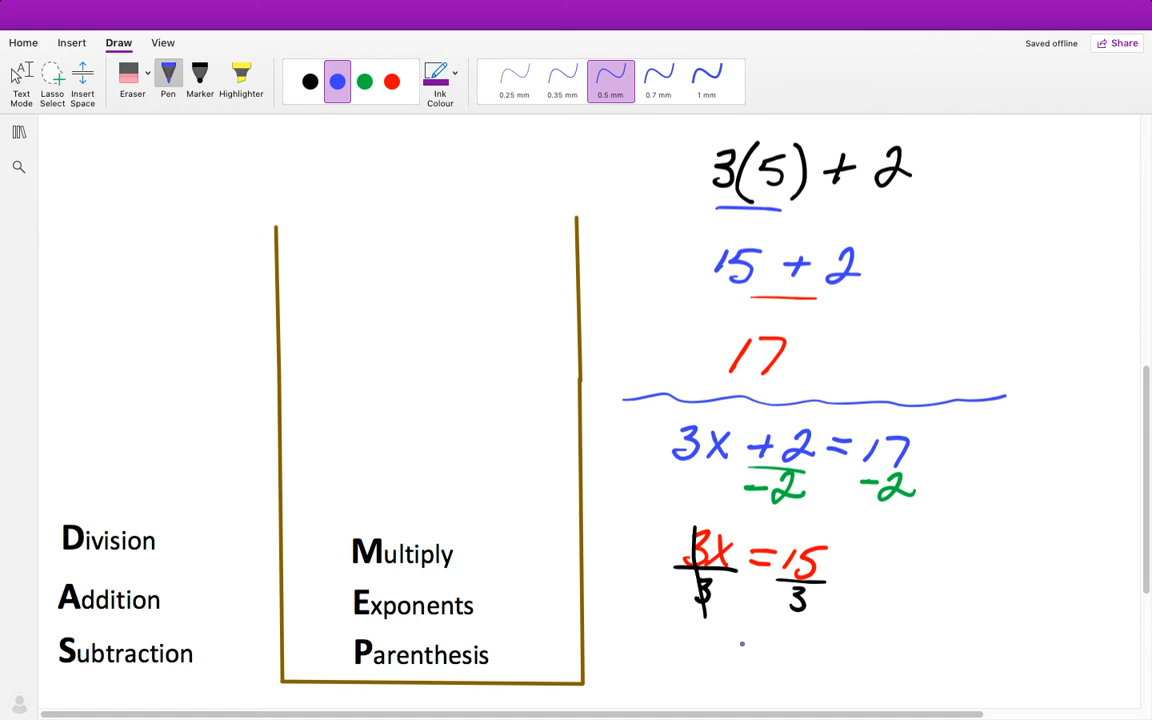 Home Insert Draw View
Saved offline Share
Text Mode
Lasso Select
Insert Space
Eraser
Pen
Marker
Highlighter
Ink Colour
0.25 mm 0.35 mm 0.5 mm 0.7 mm 1 mm
3(5) + 2
15 + 2
17
3x + 2 = 17
-2 -2
3x = 15
3 3
Division
Addition
Subtraction
Multiply
Exponents
Parenthesis